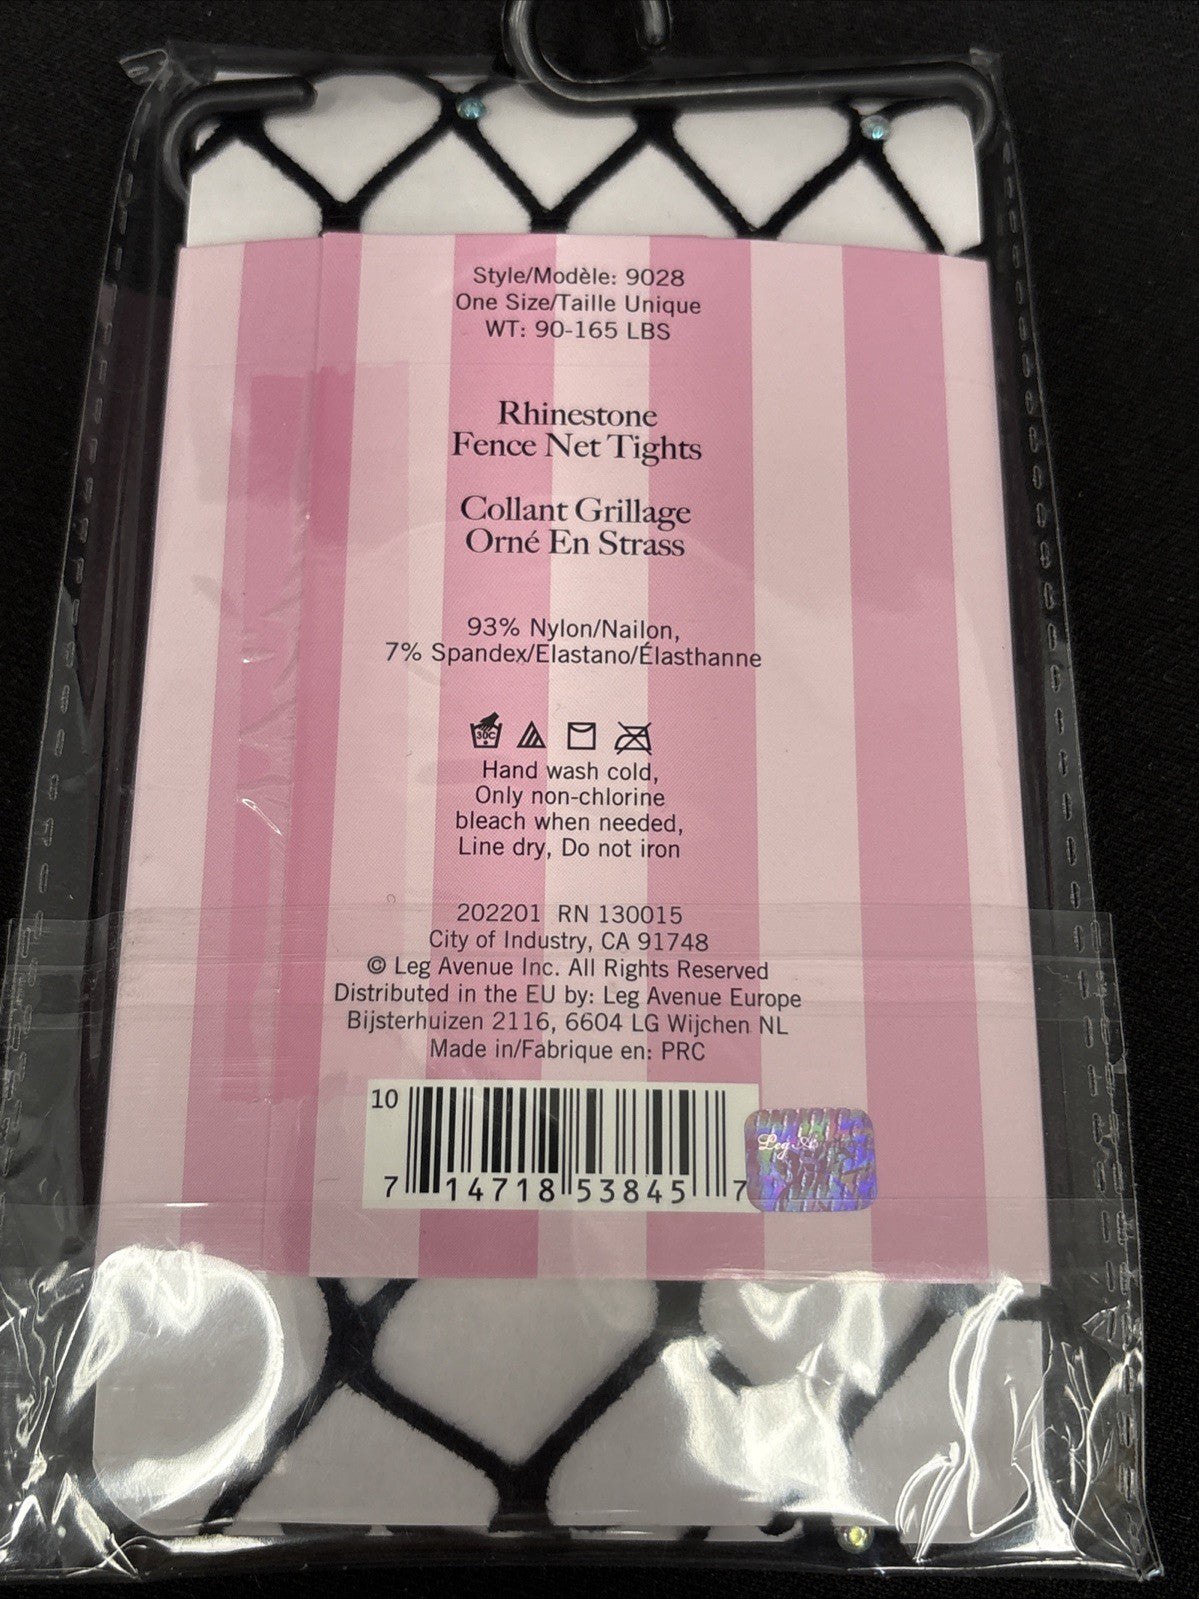 Style/Modèle: 9028
One Size/Taille Unique
WT: 90-165 LBS
Rhinestone
Fence Net Tights
Collant Grillage
Orné En Strass
93% Nylon/Nailon,
7% Spandex/Elastano/Élasthanne
30C
Hand wash cold,
Only non-chlorine
bleach when needed,
Line dry, Do not iron
202201 RN 130015
City of Industry, CA 91748
© Leg Avenue Inc. All Rights Reserved
Distributed in the EU by: Leg Avenue Europe
Bijsterhuizen 2116, 6604 LG Wijchen NL
Made in/Fabrique en: PRC
10
7 14718 53845 7
Leg